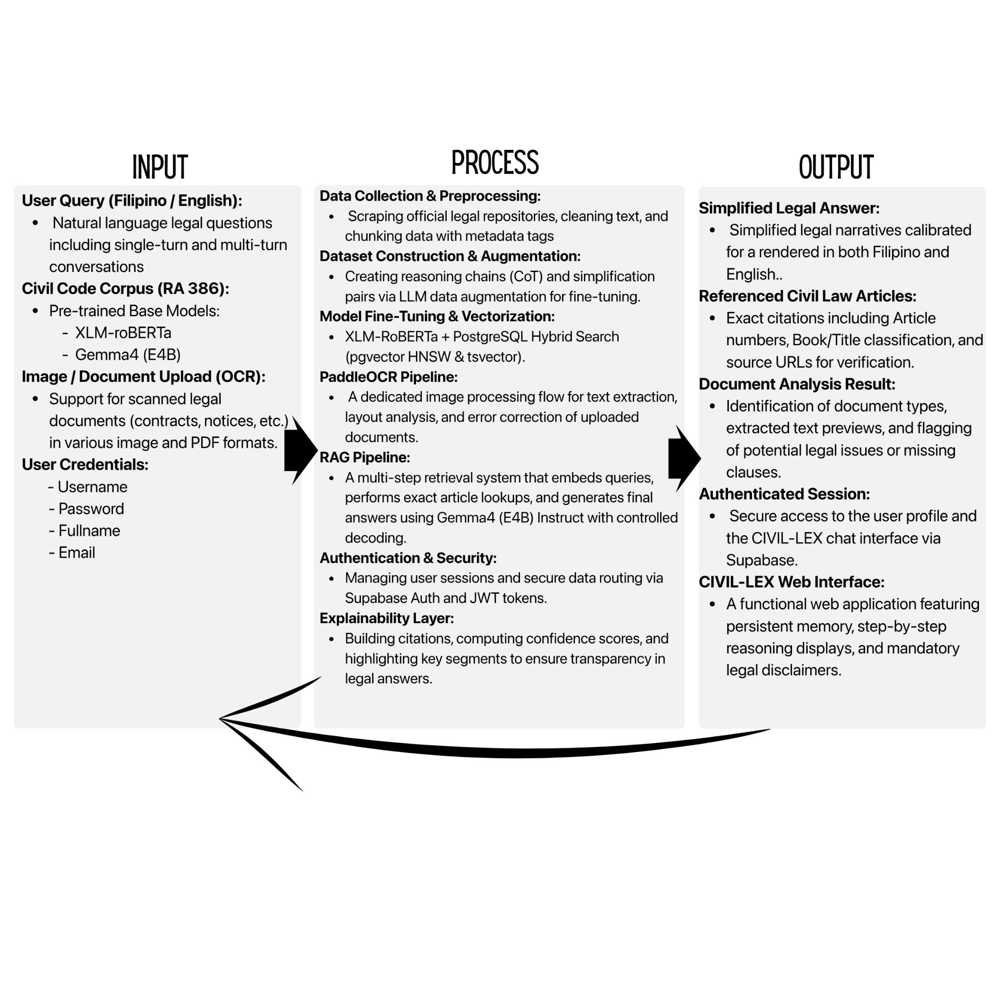 INPUT
User Query (Filipino / English):
• Natural language legal questions
including single-turn and multi-turn
conversations
Civil Code Corpus (RA 386):
• Pre-trained Base Models:
- XLM-roBERTa
- Gemma4 (E4B)
Image / Document Upload (OCR):
• Support for scanned legal
documents (contracts, notices, etc.)
in various image and PDF formats.
User Credentials:
- Username
- Password
- Fullname
- Email
PROCESS
Data Collection & Preprocessing:
• Scraping official legal repositories, cleaning text, and
chunking data with metadata tags
Dataset Construction & Augmentation:
• Creating reasoning chains (CoT) and simplification
pairs via LLM data augmentation for fine-tuning.
Model Fine-Tuning & Vectorization:
• XLM-RoBERTa + PostgreSQL Hybrid Search
(pgvector HNSW & tsvector).
PaddleOCR Pipeline:
• A dedicated image processing flow for text extraction,
layout analysis, and error correction of uploaded
documents.
RAG Pipeline:
• A multi-step retrieval system that embeds queries,
performs exact article lookups, and generates final
answers using Gemma4 (E4B) Instruct with controlled
decoding.
Authentication & Security:
• Managing user sessions and secure data routing via
Supabase Auth and JWT tokens.
Explainability Layer:
• Building citations, computing confidence scores, and
highlighting key segments to ensure transparency in
legal answers.
OUTPUT
Simplified Legal Answer:
• Simplified legal narratives calibrated
for a rendered in both Filipino and
English..
Referenced Civil Law Articles:
• Exact citations including Article
numbers, Book/Title classification, and
source URLs for verification.
Document Analysis Result:
• Identification of document types,
extracted text previews, and flagging
of potential legal issues or missing
clauses.
Authenticated Session:
• Secure access to the user profile and
the CIVIL-LEX chat interface via
Supabase.
CIVIL-LEX Web Interface:
• A functional web application featuring
persistent memory, step-by-step
reasoning displays, and mandatory
legal disclaimers.